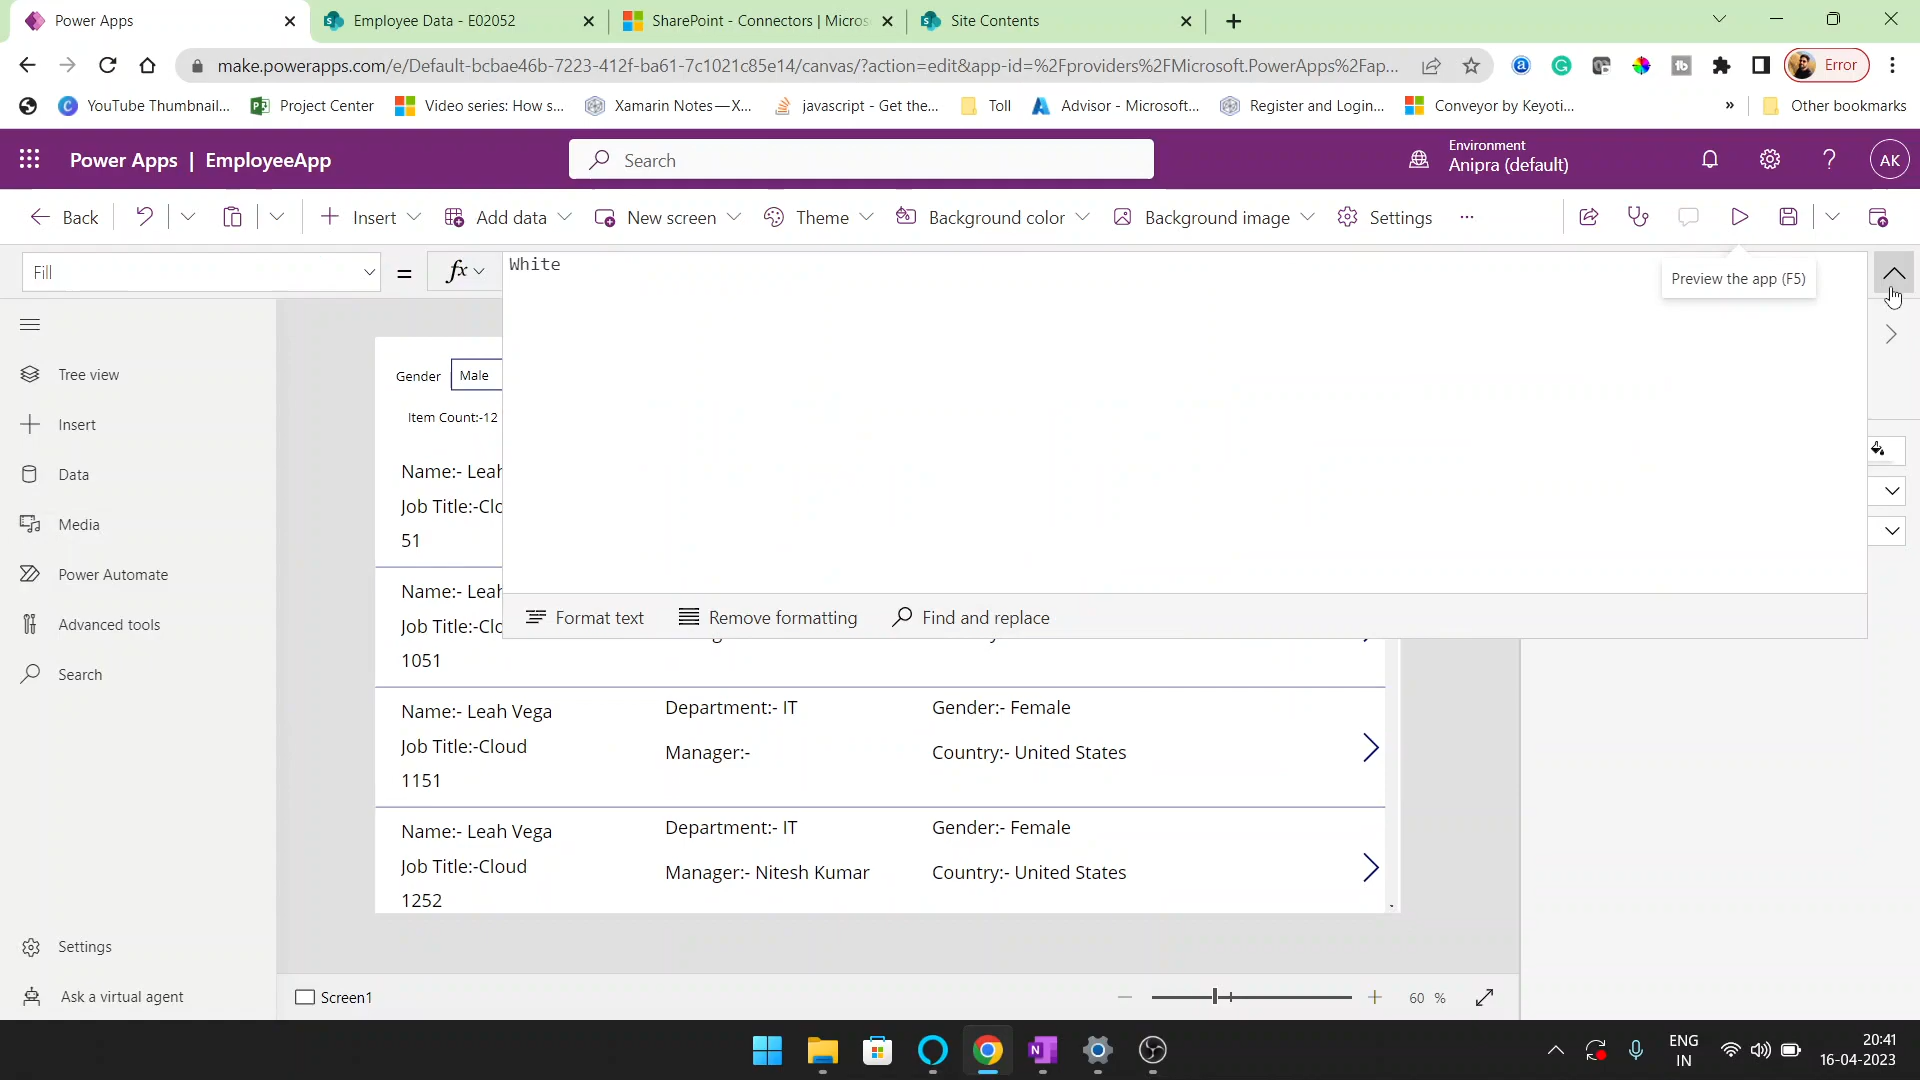 Power Apps
Employee Data - E02052
SharePoint - Connectors | Micros
Site Contents
make.powerapps.com/e/Default-bcbae46b-7223-412f-ba61-7c1021c85e14/canvas/?action=edit&app-id=%2Fproviders%2FMicrosoft.PowerApps%2Fap...
Error
YouTube Thumbnail...
Project Center
Video series: How s...
Xamarin Notes—X...
javascript - Get the...
Toll
Advisor - Microsoft...
Register and Login...
Conveyor by Keyoti...
»
Other bookmarks
Power Apps | EmployeeApp
Search
Environment
Anipra (default)
AK
Back
Insert
Add data
New screen
Theme
Background color
Background image
Settings
Fill
=
fx
White
Preview the app (F5)
Tree view
Insert
Data
Media
Power Automate
Advanced tools
Search
Settings
Ask a virtual agent
Gender
Male
Item Count:-12
Name:- Leah
Job Title:-Clo
51
Format text
Remove formatting
Find and replace
Name:- Leah
Job Title:-Clo
1051
Name:- Leah Vega
Department:- IT
Gender:- Female
Job Title:-Cloud
Manager:-
Country:- United States
1151
Name:- Leah Vega
Department:- IT
Gender:- Female
Job Title:-Cloud
Manager:- Nitesh Kumar
Country:- United States
1252
Screen1
60 %
ENG
IN
20:41
16-04-2023